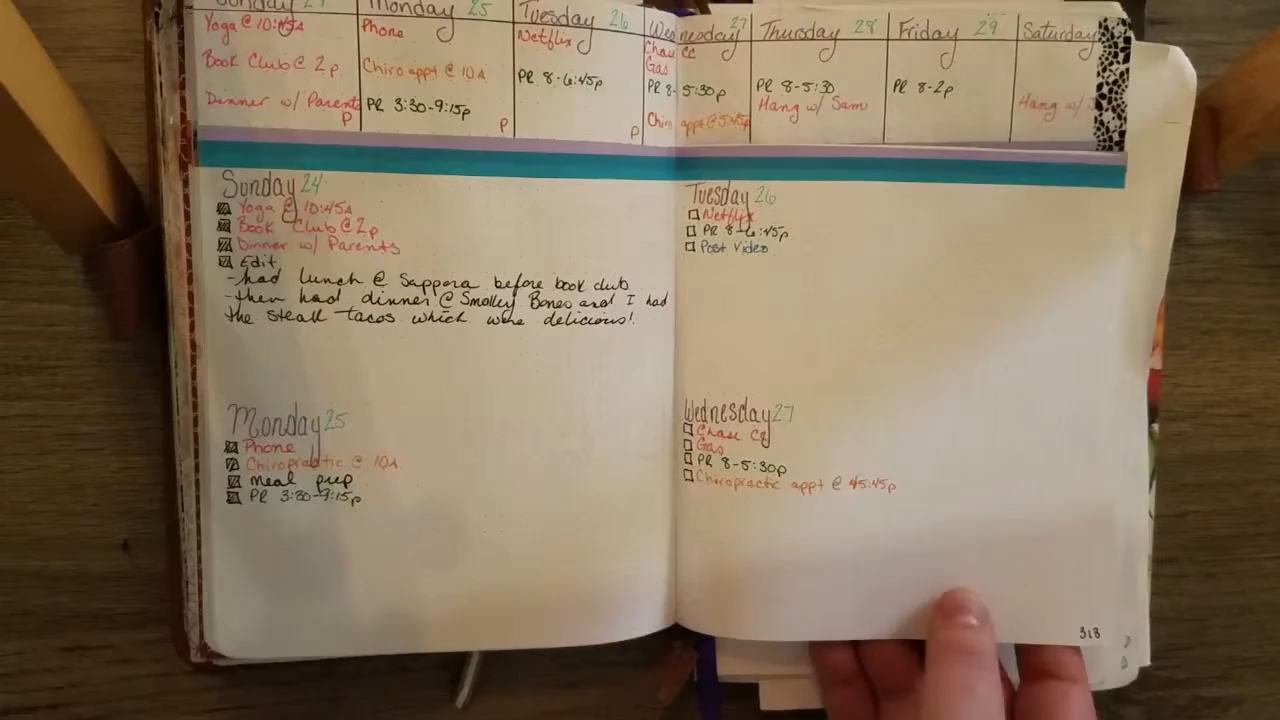 Sunday 24 Monday 25 Tuesday 26 Wednesday 27 Thursday 28 Friday 29 Saturday
Yoga @ 10:45A Phone Netflix Chase CC
Gas
Book Club @ 2p Chiro appt @ 10A PR 8-6:45p PR 8-5:30p PR 8-5:30 PR 8-2p
Dinner w/ Parents PR 3:30-9:15p Hang w/ Sam Hang w/
P P P Chiro appt @ 5:45p
Sunday 24
Yoga @ 10:45A
Book Club @ 2p
Dinner w/ Parents
Edit
-had lunch @ Sappora before book club
-then had dinner @ Smokey Bones and I had
the steak tacos which were delicious!
Monday 25
Phone
Chiropractic @ 10A
meal prep
PR 3:30-9:15p
Tuesday 26
Netflix
PR 8-6:45p
Post Video
Wednesday 27
Chase CC
Gas
PR 8-5:30p
Chiropractic appt @ 5:45p
318